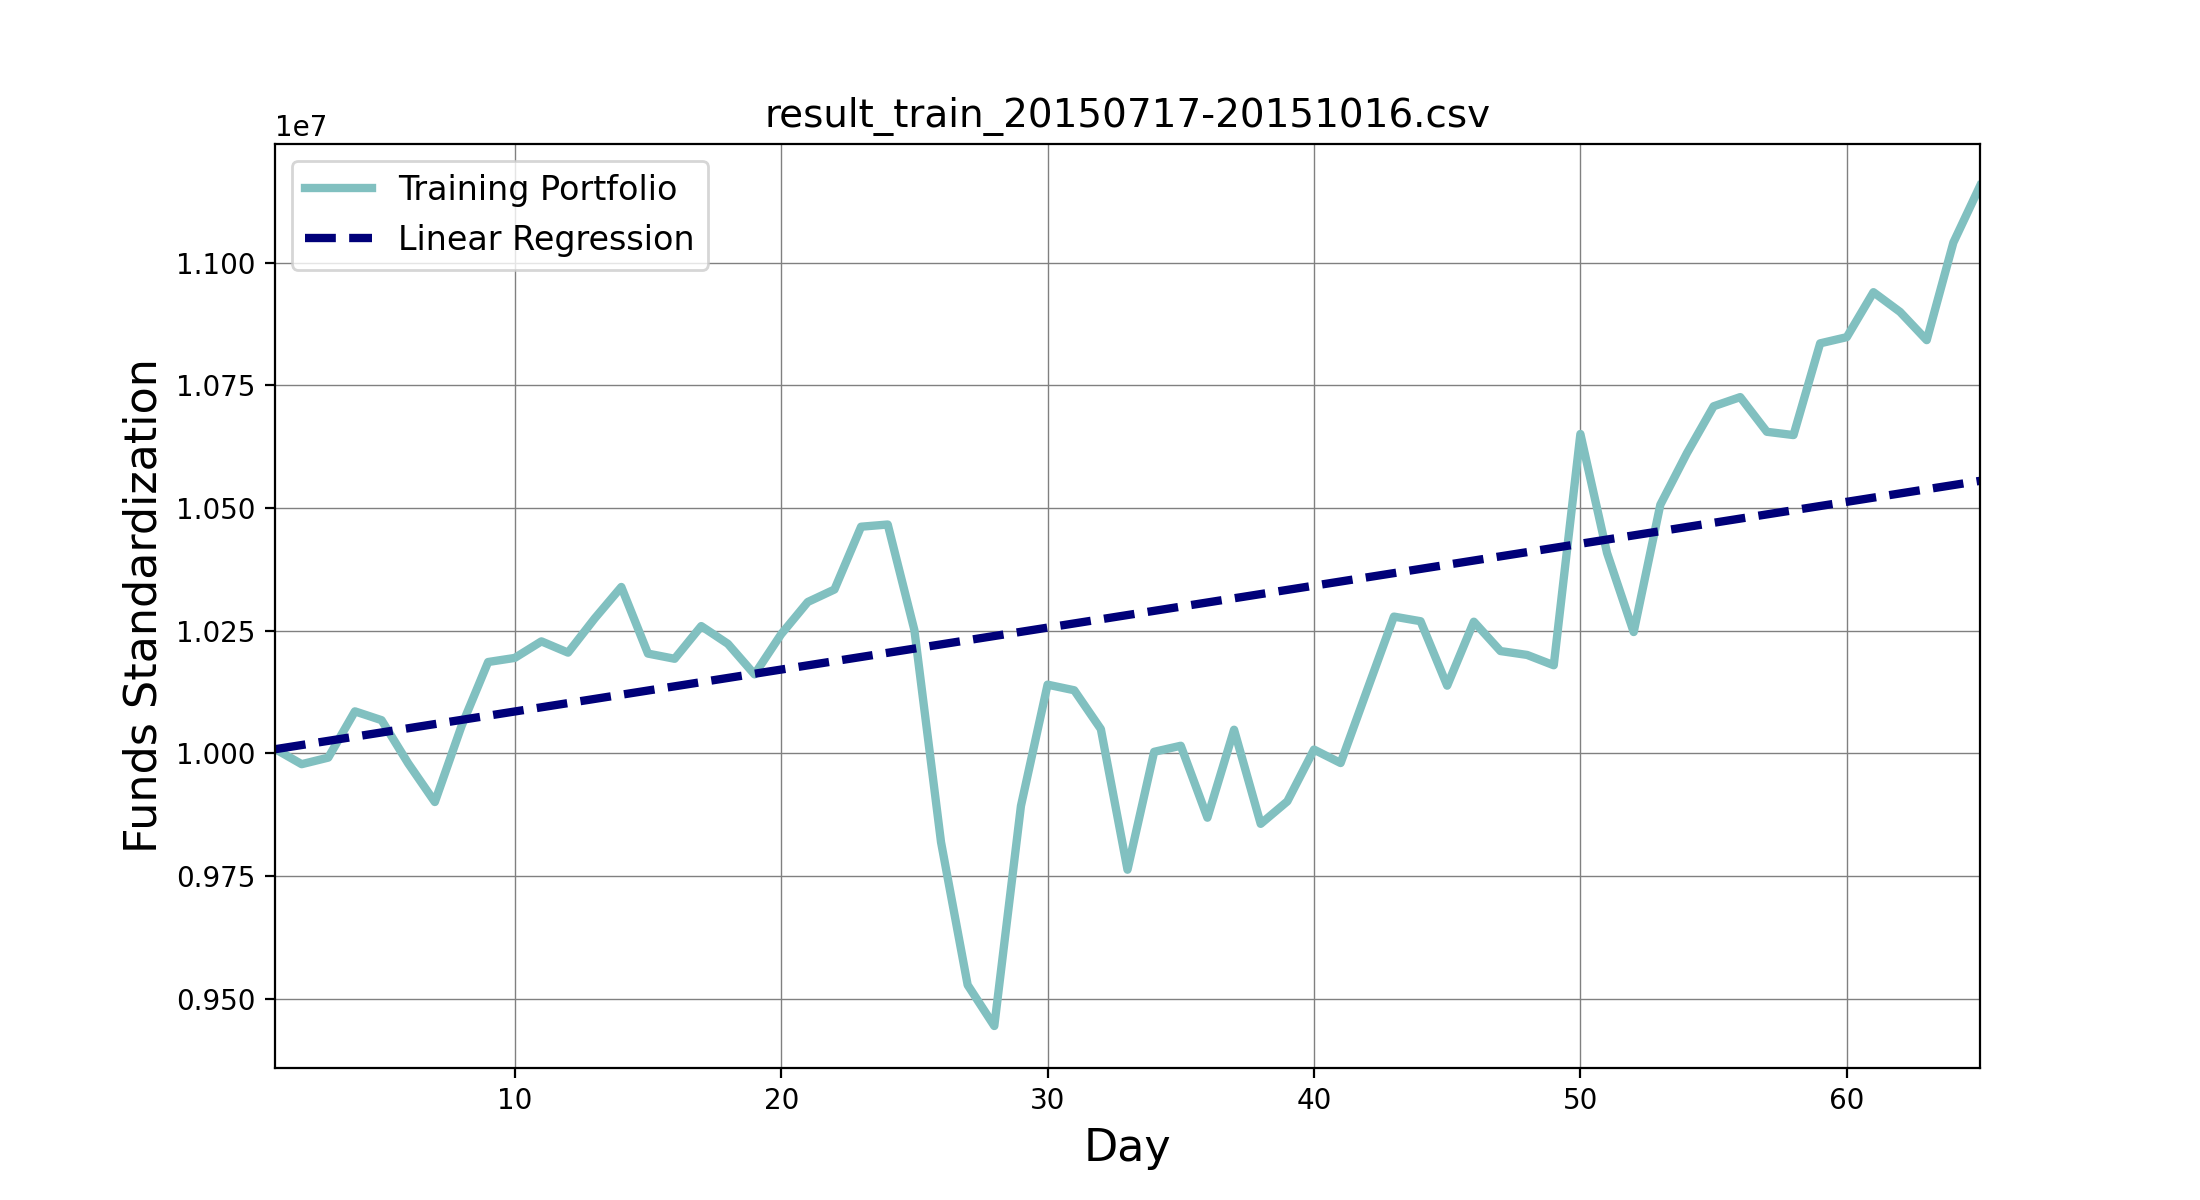 result_train_20150717-20151016.csv
1e7
Training Portfolio
Linear Regression
1.100
1.075
1.050
1.025
1.000
0.975
0.950
Funds Standardization
10 20 30 40 50 60
Day